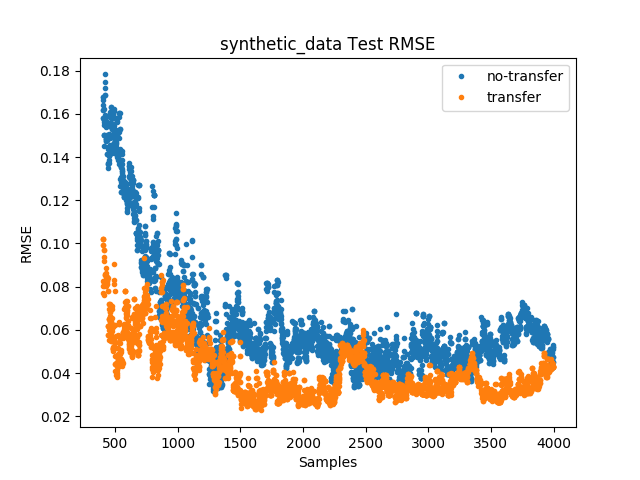 synthetic_data Test RMSE
no-transfer
transfer
RMSE
0.18
0.16
0.14
0.12
0.10
0.08
0.06
0.04
0.02
500 1000 1500 2000 2500 3000 3500 4000
Samples